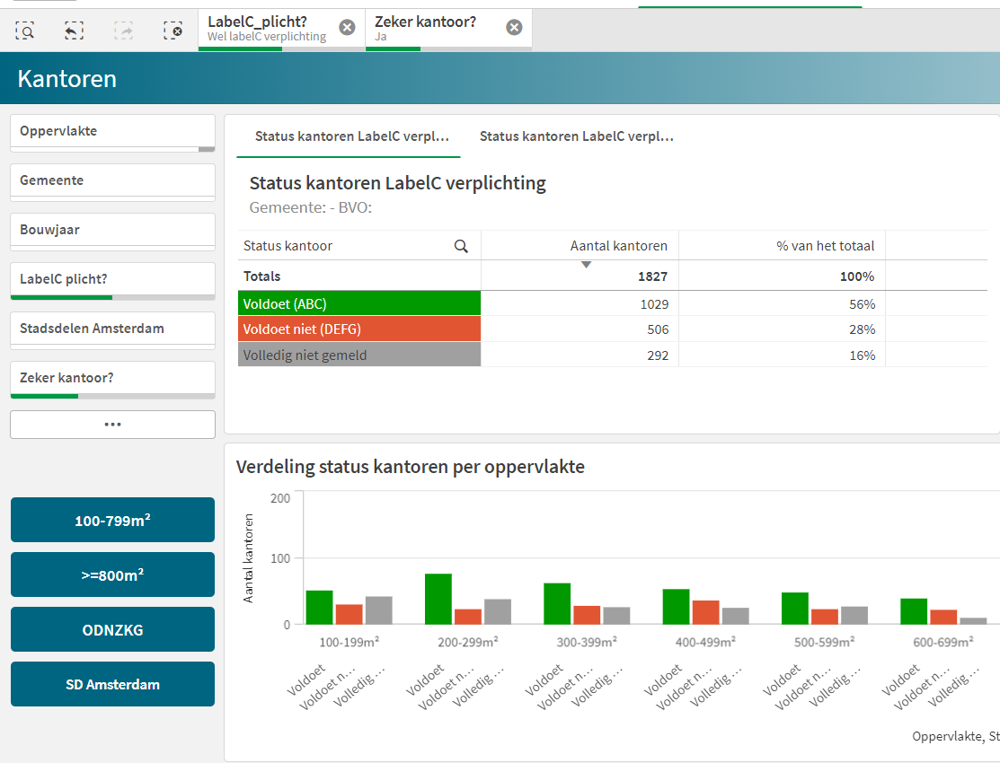 LabelC_plicht?
Wel labelC verplichting
Zeker kantoor?
Ja
Kantoren
Oppervlakte
Gemeente
Bouwjaar
LabelC plicht?
Stadsdelen Amsterdam
Zeker kantoor?
...
100-799m²
>=800m²
ODNZKG
SD Amsterdam
Status kantoren LabelC verpl...
Status kantoren LabelC verpl...
Status kantoren LabelC verplichting
Gemeente: - BVO:
Status kantoor Aantal kantoren % van het totaal
Totals 1827 100%
Voldoet (ABC) 1029 56%
Voldoet niet (DEFG) 506 28%
Volledig niet gemeld 292 16%
Verdeling status kantoren per oppervlakte
Aantal kantoren
200
100
0
100-199m² 200-299m² 300-399m² 400-499m² 500-599m² 600-699m²
Voldoet Voldoet n... Volledig ... Voldoet Voldoet n... Volledig ... Voldoet Voldoet n... Volledig ... Voldoet Voldoet n... Volledig ... Voldoet Voldoet n... Volledig ... Voldoet Voldoet n... Volledig ...
Oppervlakte, St